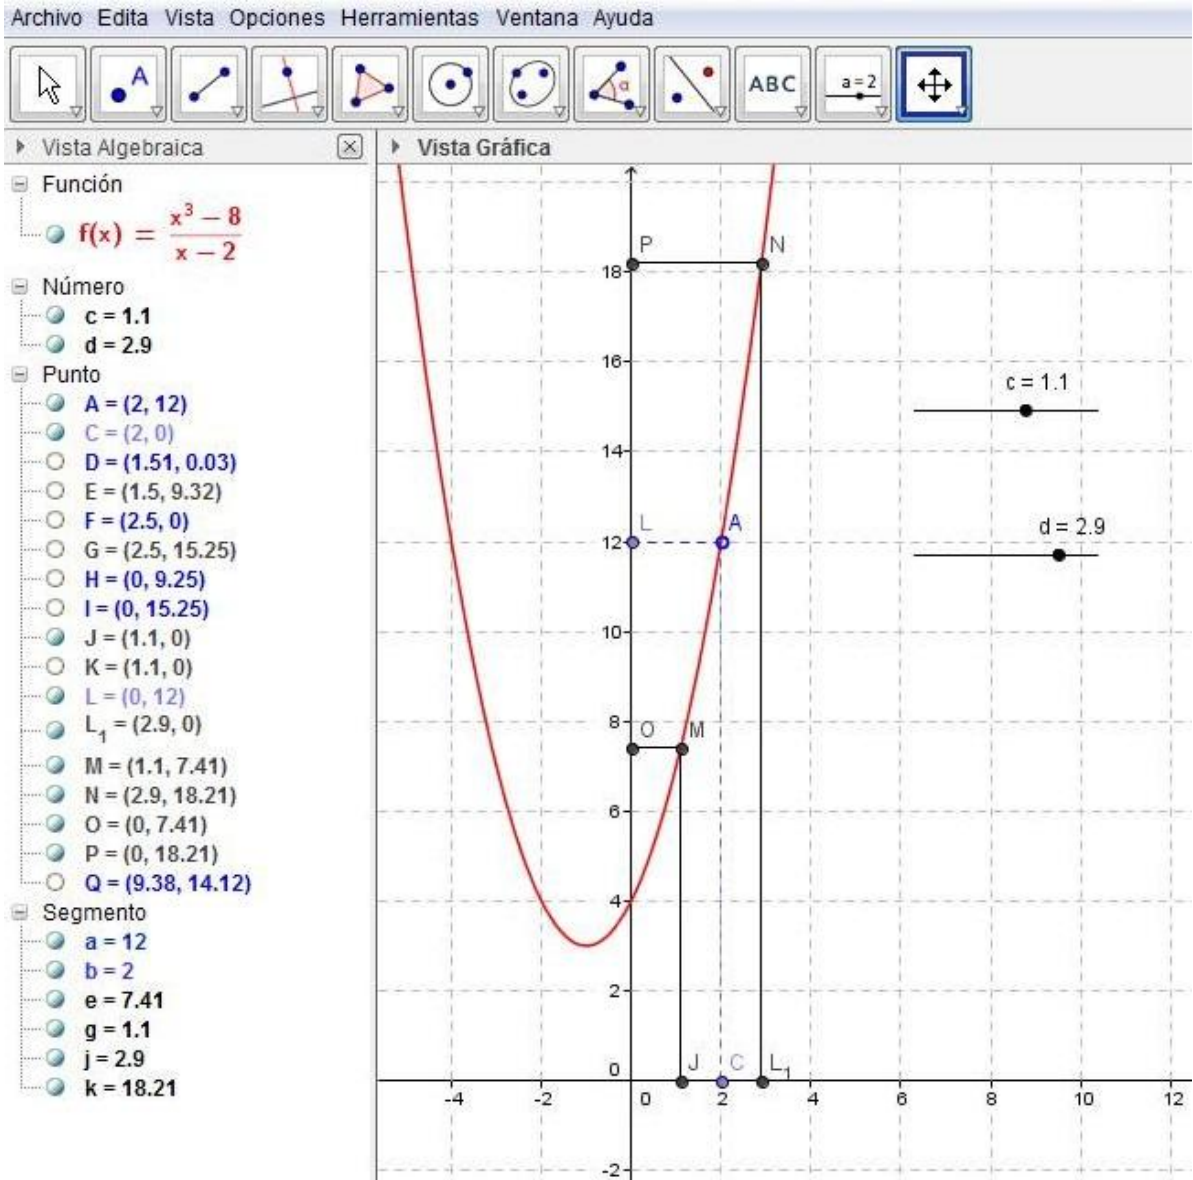 Archivo Edita Vista Opciones Herramientas Ventana Ayuda
A
α
ABC
a = 2
Vista Algebraica
Función
f(x) = (x³ − 8)/(x − 2)
Número
c = 1.1
d = 2.9
Punto
A = (2, 12)
C = (2, 0)
D = (1.51, 0.03)
E = (1.5, 9.32)
F = (2.5, 0)
G = (2.5, 15.25)
H = (0, 9.25)
I = (0, 15.25)
J = (1.1, 0)
K = (1.1, 0)
L = (0, 12)
L₁ = (2.9, 0)
M = (1.1, 7.41)
N = (2.9, 18.21)
O = (0, 7.41)
P = (0, 18.21)
Q = (9.38, 14.12)
Segmento
a = 12
b = 2
e = 7.41
g = 1.1
j = 2.9
k = 18.21
Vista Gráfica
P N
18
16
c = 1.1
14
d = 2.9
L A
12
10
8
O M
6
4
2
J C L₁
0
-4 -2 0 2 4 6 8 10 12
-2